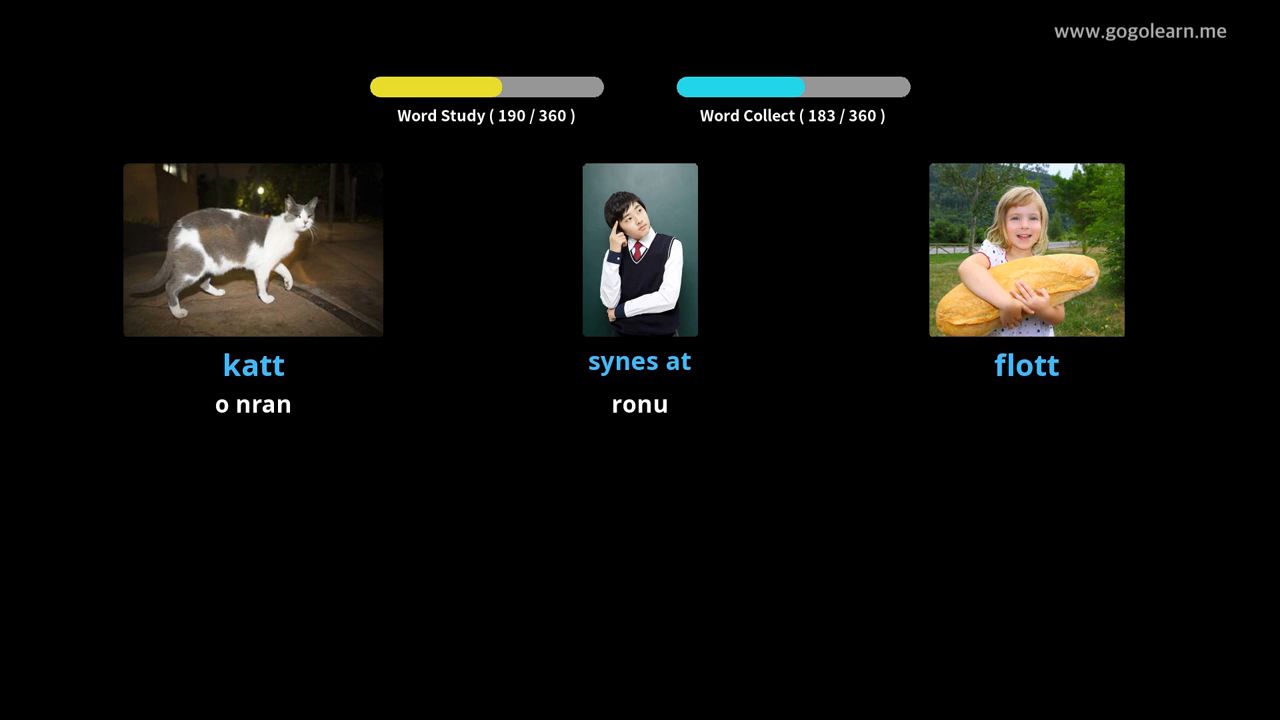 www.gogolearn.me
Word Study ( 190 / 360 )
Word Collect ( 183 / 360 )
katt
synes at
flott
o nran
ronu